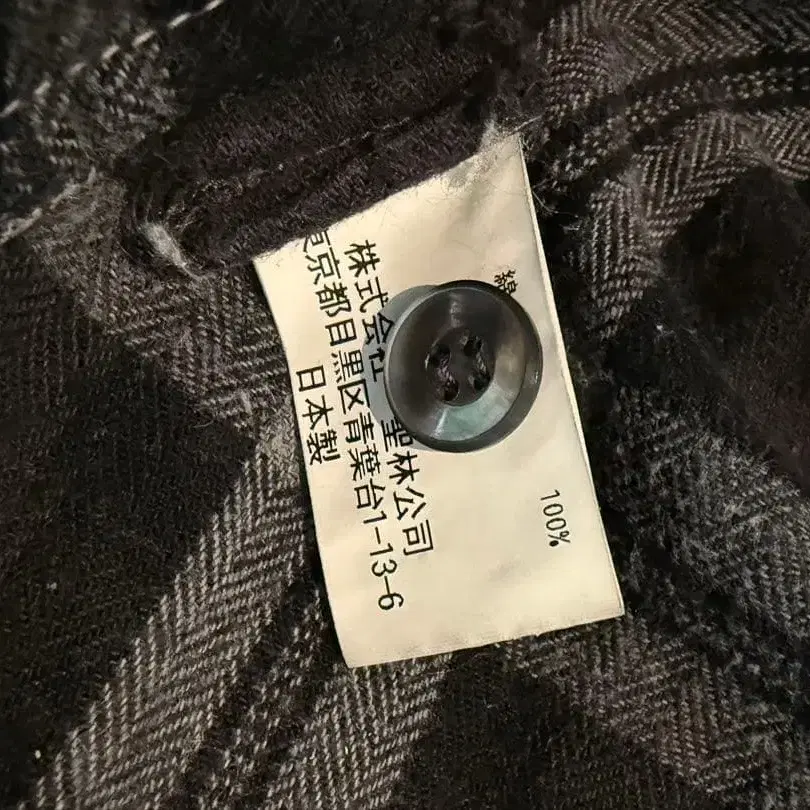 綿 100%
株式会社 聖林公司
東京都目黒区青葉台1-13-6
日本製